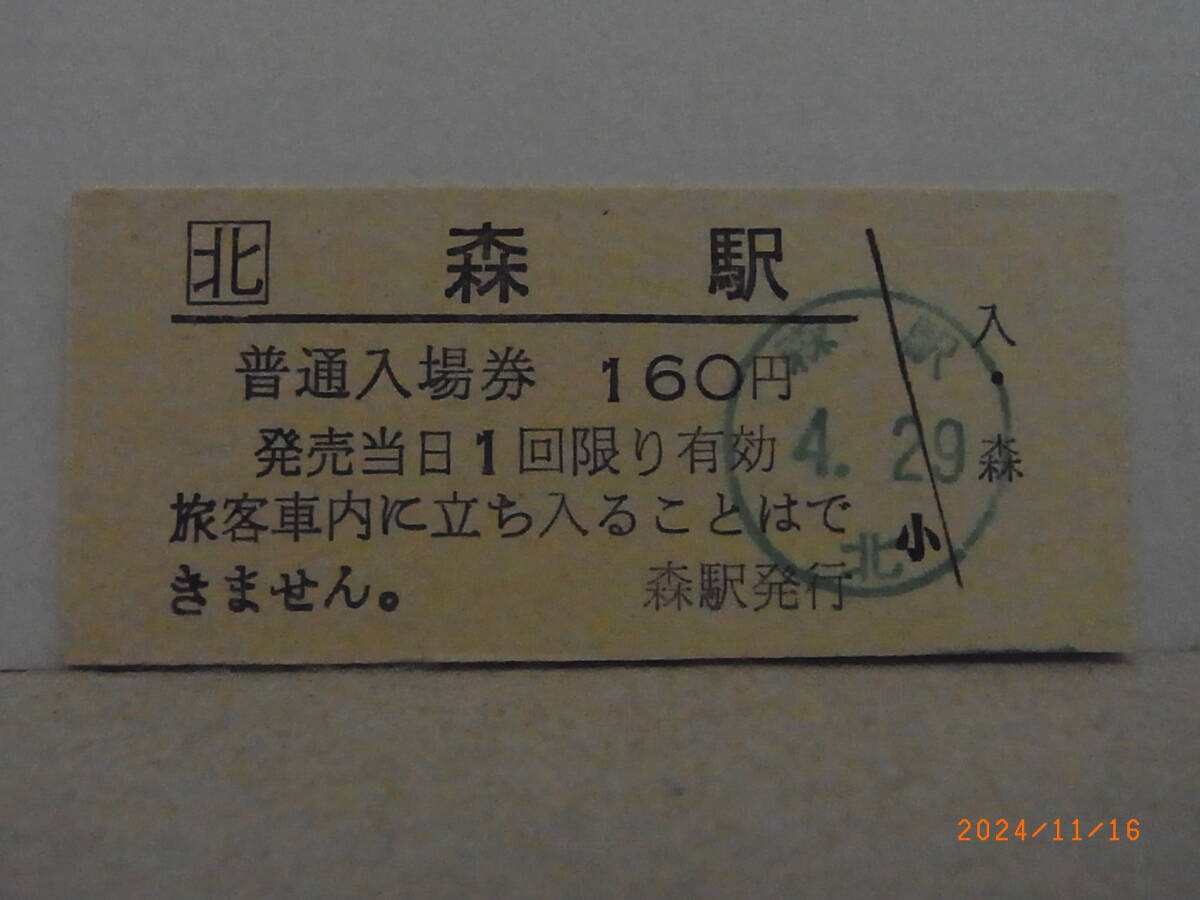 北 森駅
普通入場券 160円
発売当日1回限り有効
旅客車内に立ち入ることはで
きません。 森駅発行
小
入・森
森駅
4.29
北
2024/11/16